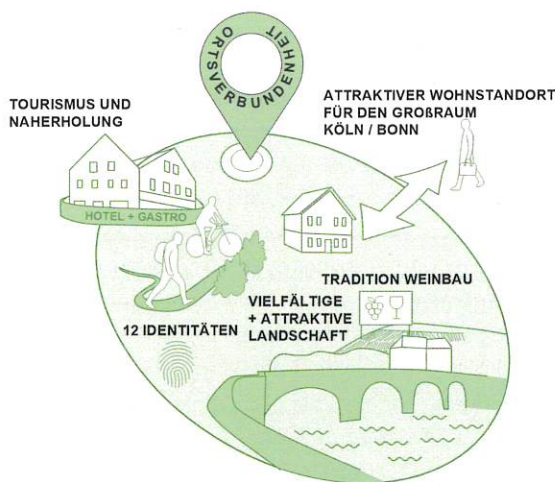 ORTSVERBUNDENHEIT
TOURISMUS UND
NAHERHOLUNG
ATTRAKTIVER WOHNSTANDORT
FÜR DEN GROßRAUM
KÖLN / BONN
HOTEL + GASTRO
TRADITION WEINBAU
VIELFÄLTIGE
+ ATTRAKTIVE
LANDSCHAFT
12 IDENTITÄTEN